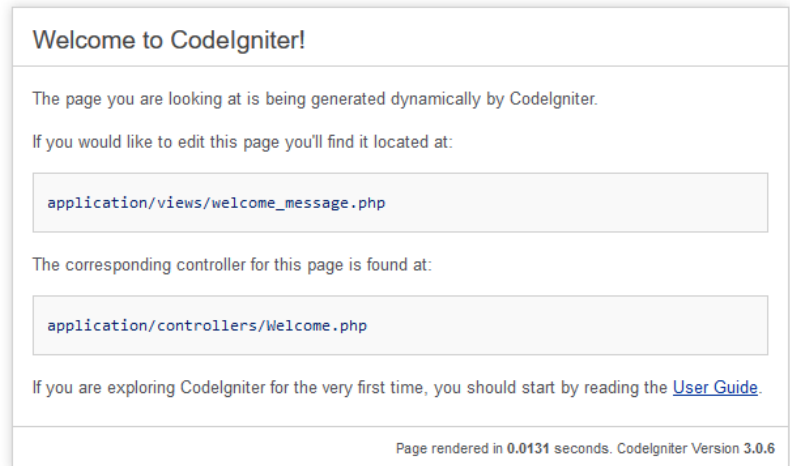 Welcome to CodeIgniter!
The page you are looking at is being generated dynamically by CodeIgniter.
If you would like to edit this page you'll find it located at:
application/views/welcome_message.php
The corresponding controller for this page is found at:
application/controllers/Welcome.php
If you are exploring CodeIgniter for the very first time, you should start by reading the User Guide.
Page rendered in 0.0131 seconds. CodeIgniter Version 3.0.6